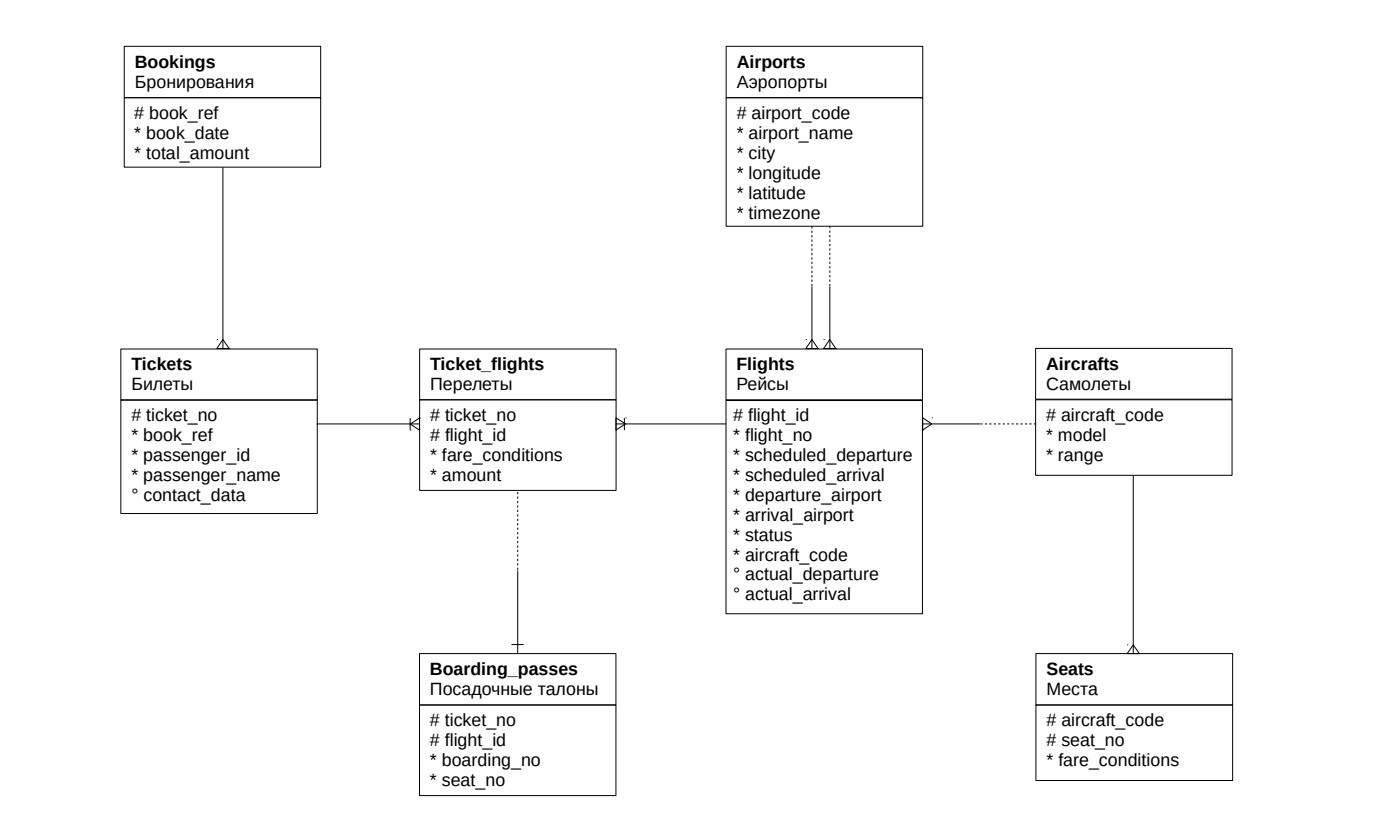 Bookings
Бронирования
# book_ref
* book_date
* total_amount
Airports
Аэропорты
# airport_code
* airport_name
* city
* longitude
* latitude
* timezone
Tickets
Билеты
# ticket_no
* book_ref
* passenger_id
* passenger_name
° contact_data
Ticket_flights
Перелеты
# ticket_no
# flight_id
* fare_conditions
* amount
Flights
Рейсы
# flight_id
* flight_no
* scheduled_departure
* scheduled_arrival
* departure_airport
* arrival_airport
* status
* aircraft_code
° actual_departure
° actual_arrival
Aircrafts
Самолеты
# aircraft_code
* model
* range
Boarding_passes
Посадочные талоны
# ticket_no
# flight_id
* boarding_no
* seat_no
Seats
Места
# aircraft_code
# seat_no
* fare_conditions